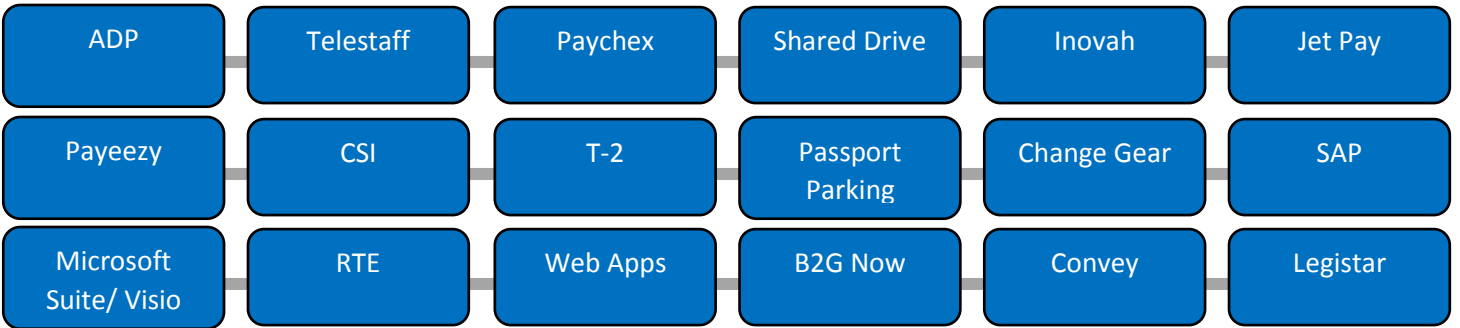 ADP
Telestaff
Paychex
Shared Drive
Inovah
Jet Pay
Payeezy
CSI
T-2
Passport
Parking
Change Gear
SAP
Microsoft
Suite/ Visio
RTE
Web Apps
B2G Now
Convey
Legistar